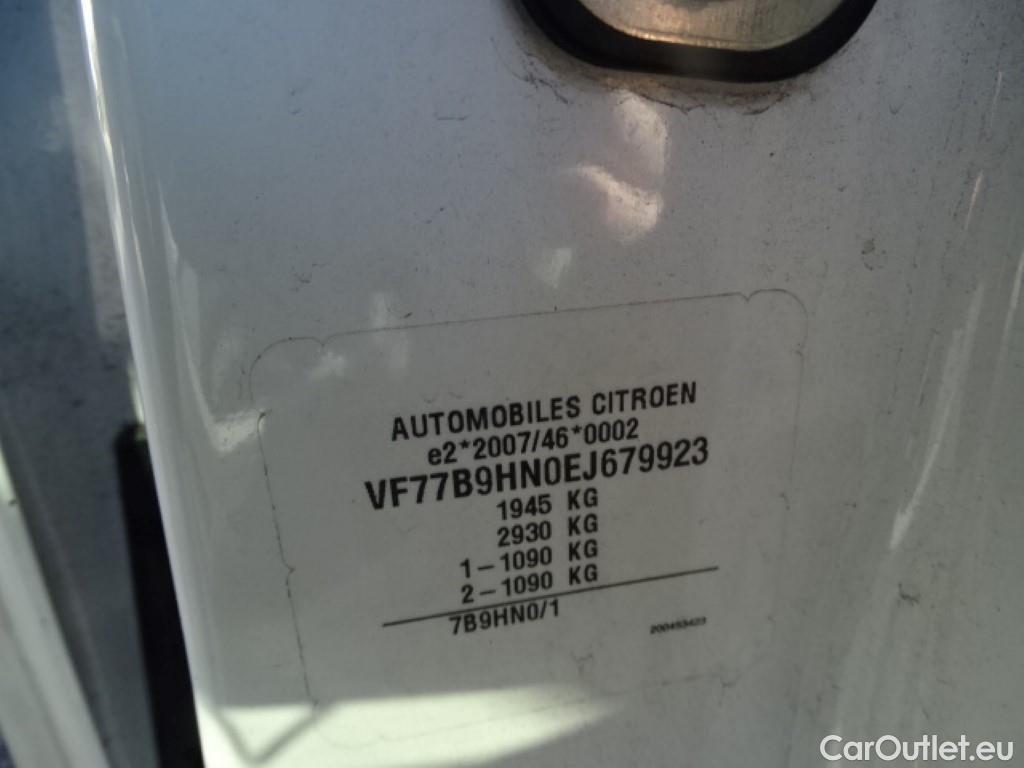 AUTOMOBILES CITROEN
e2*2007/46*0002
VF77B9HN0EJ679923
1945 KG
2930 KG
1-1090 KG
2-1090 KG
7B9HN0/1
200453423
CarOutlet.eu